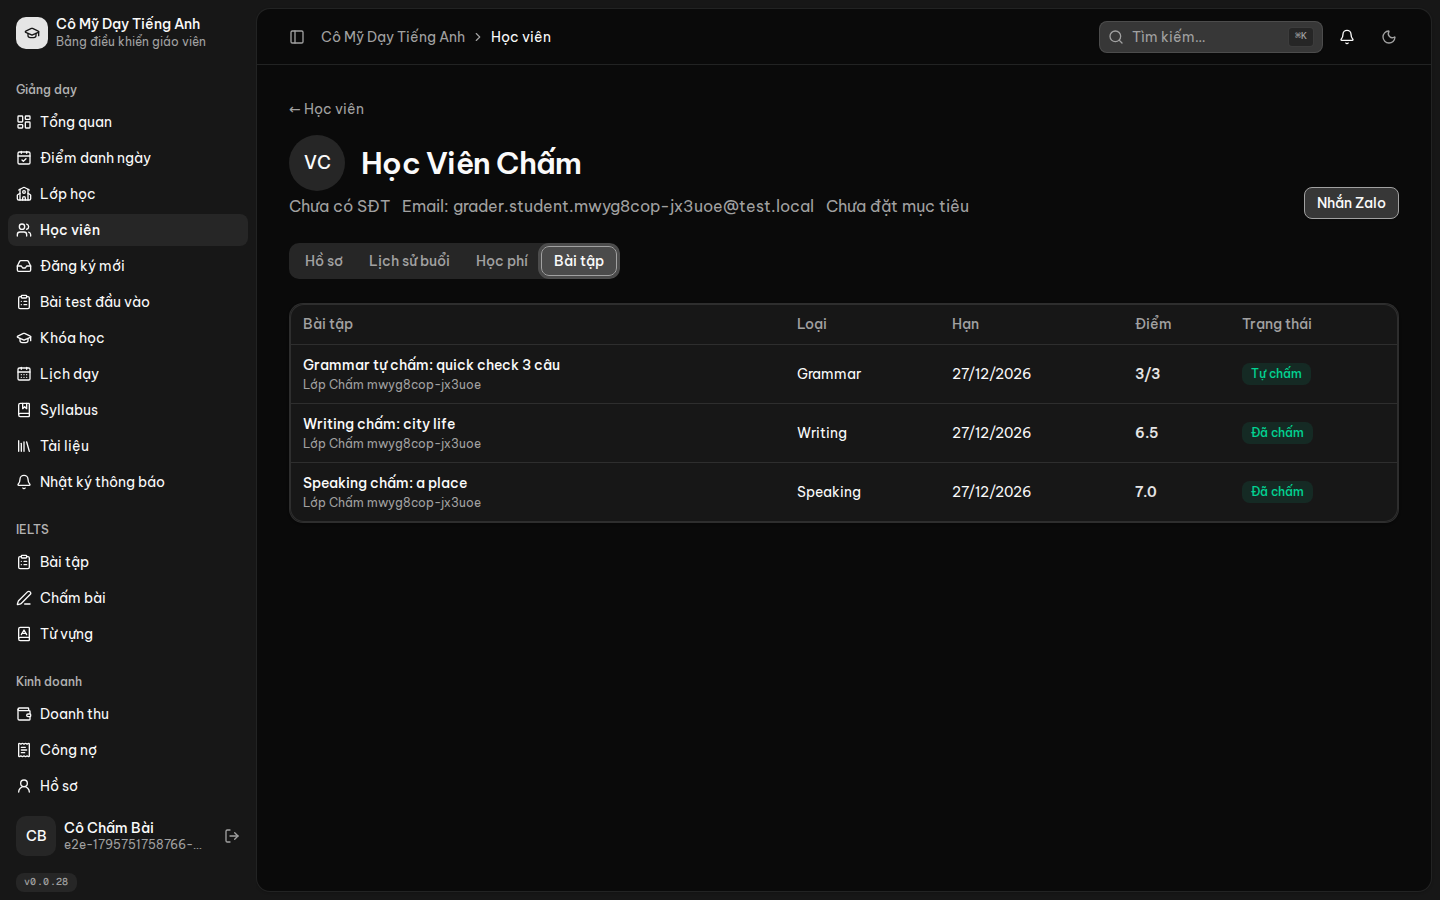 Cô Mỹ Dạy Tiếng Anh
Bảng điều khiển giáo viên
Giảng dạy
Tổng quan
Điểm danh ngày
Lớp học
Học viên
Đăng ký mới
Bài test đầu vào
Khóa học
Lịch dạy
Syllabus
Tài liệu
Nhật ký thông báo
IELTS
Bài tập
Chấm bài
Từ vựng
Kinh doanh
Doanh thu
Công nợ
Hồ sơ
CB
Cô Chấm Bài
e2e-1795751758766-...
v0.0.28
Cô Mỹ Dạy Tiếng Anh > Học viên
Tìm kiếm... ⌘K
← Học viên
VC
Học Viên Chấm
Chưa có SĐT Email: grader.student.mwyg8cop-jx3uoe@test.local Chưa đặt mục tiêu
Nhắn Zalo
Hồ sơ Lịch sử buổi Học phí Bài tập
Bài tập Loại Hạn Điểm Trạng thái
Grammar tự chấm: quick check 3 câu
Lớp Chấm mwyg8cop-jx3uoe
Grammar 27/12/2026 3/3 Tự chấm
Writing chấm: city life
Lớp Chấm mwyg8cop-jx3uoe
Writing 27/12/2026 6.5 Đã chấm
Speaking chấm: a place
Lớp Chấm mwyg8cop-jx3uoe
Speaking 27/12/2026 7.0 Đã chấm